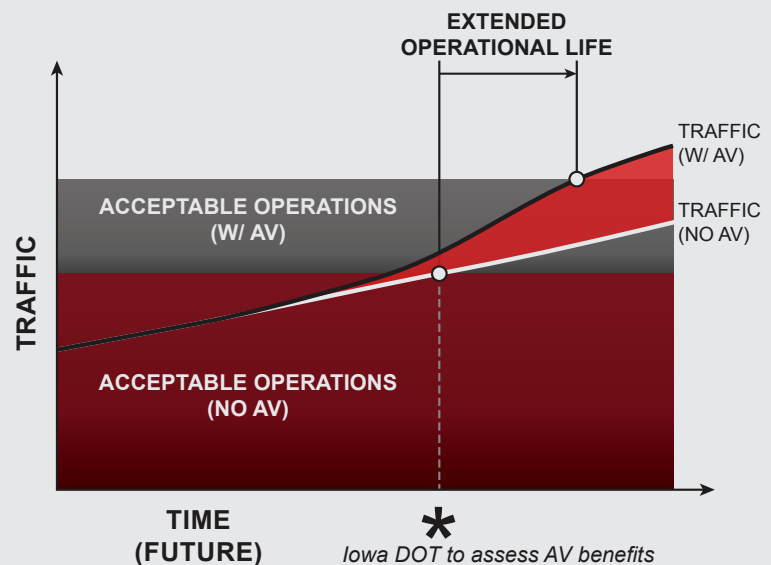 EXTENDED
OPERATIONAL LIFE
TRAFFIC
(W/ AV)
ACCEPTABLE OPERATIONS
(W/ AV)
TRAFFIC
(NO AV)
TRAFFIC
ACCEPTABLE OPERATIONS
(NO AV)
TIME
(FUTURE)
*
Iowa DOT to assess AV benefits